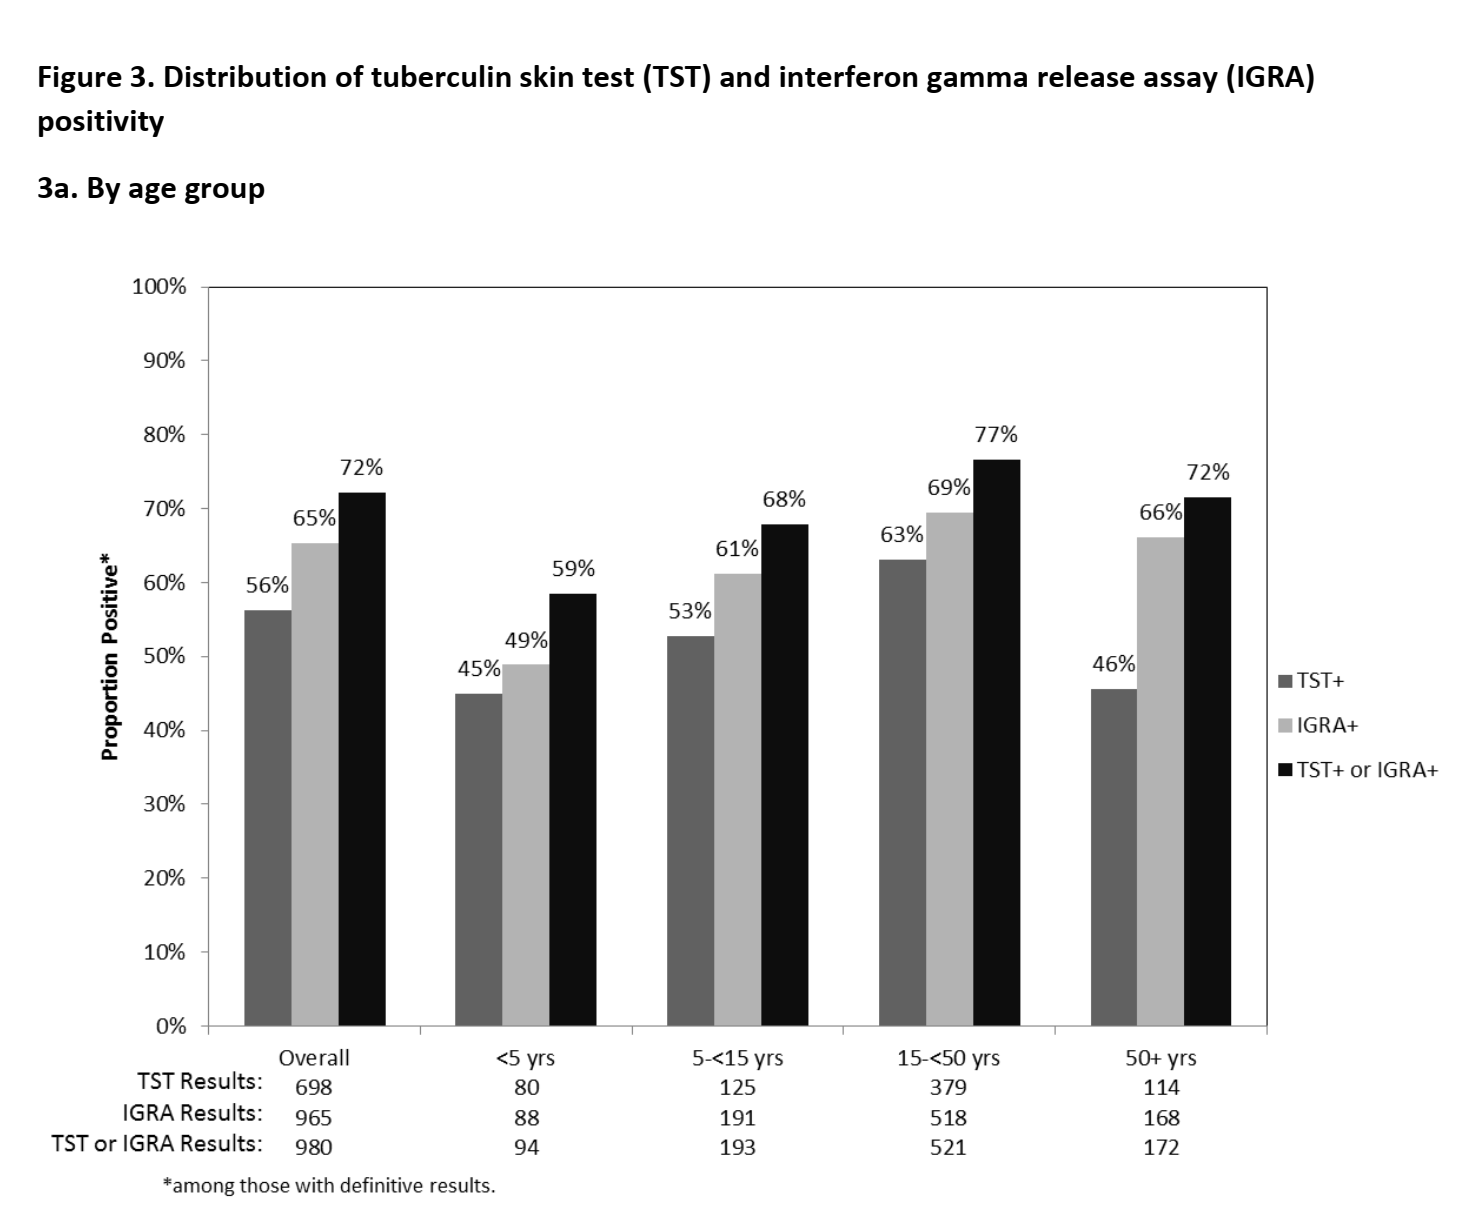 Figure 3. Distribution of tuberculin skin test (TST) and interferon gamma release assay (IGRA)
positivity
3a. By age group
100%
90%
80%
70%
60%
50%
40%
30%
20%
10%
0%
Proportion Positive*
56%
65%
72%
45%
49%
59%
53%
61%
68%
63%
69%
77%
46%
66%
72%
TST+
IGRA+
TST+ or IGRA+
Overall <5 yrs 5-<15 yrs 15-<50 yrs 50+ yrs
TST Results: 698 80 125 379 114
IGRA Results: 965 88 191 518 168
TST or IGRA Results: 980 94 193 521 172
*among those with definitive results.